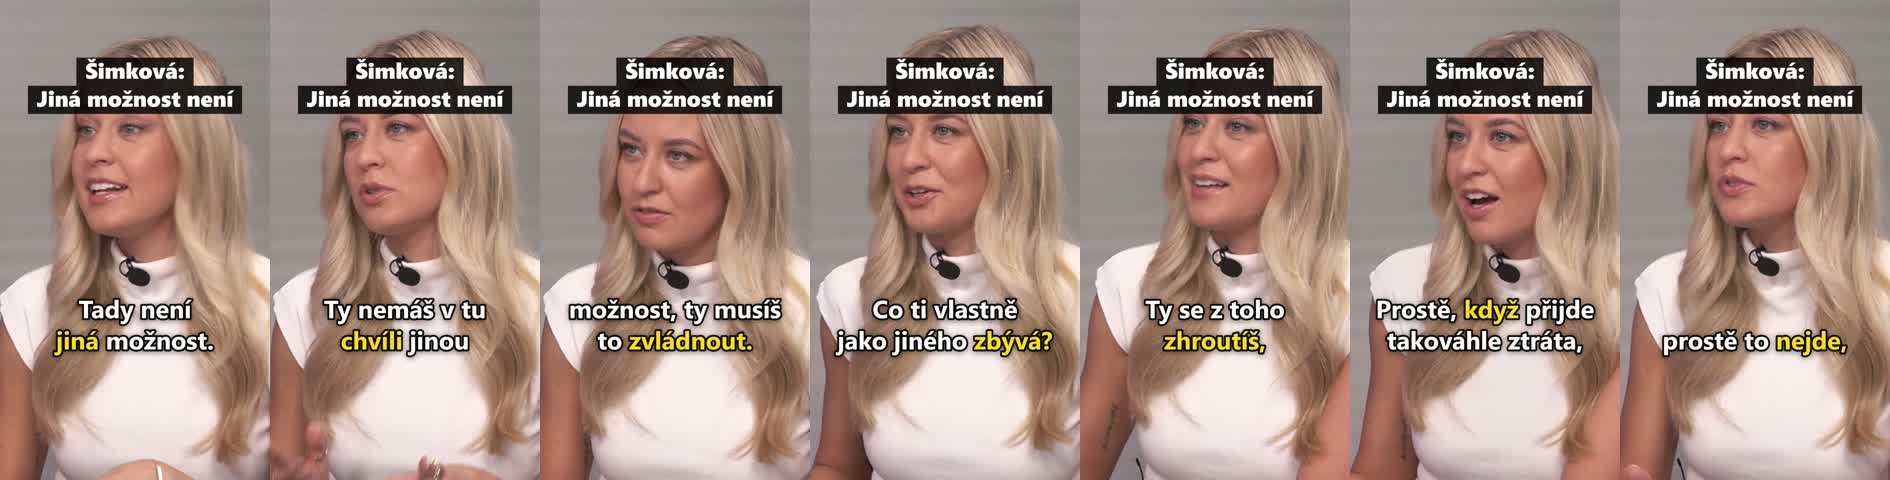 Šimková:
Jiná možnost není
Tady není
jiná možnost.
Šimková:
Jiná možnost není
Ty nemáš v tu
chvíli jinou
Šimková:
Jiná možnost není
možnost, ty musíš
to zvládnout.
Šimková:
Jiná možnost není
Co ti vlastně
jako jiného zbývá?
Šimková:
Jiná možnost není
Ty se z toho
zhroutíš,
Šimková:
Jiná možnost není
Prostě, když přijde
takováhle ztráta,
Šimková:
Jiná možnost není
prostě to nejde,